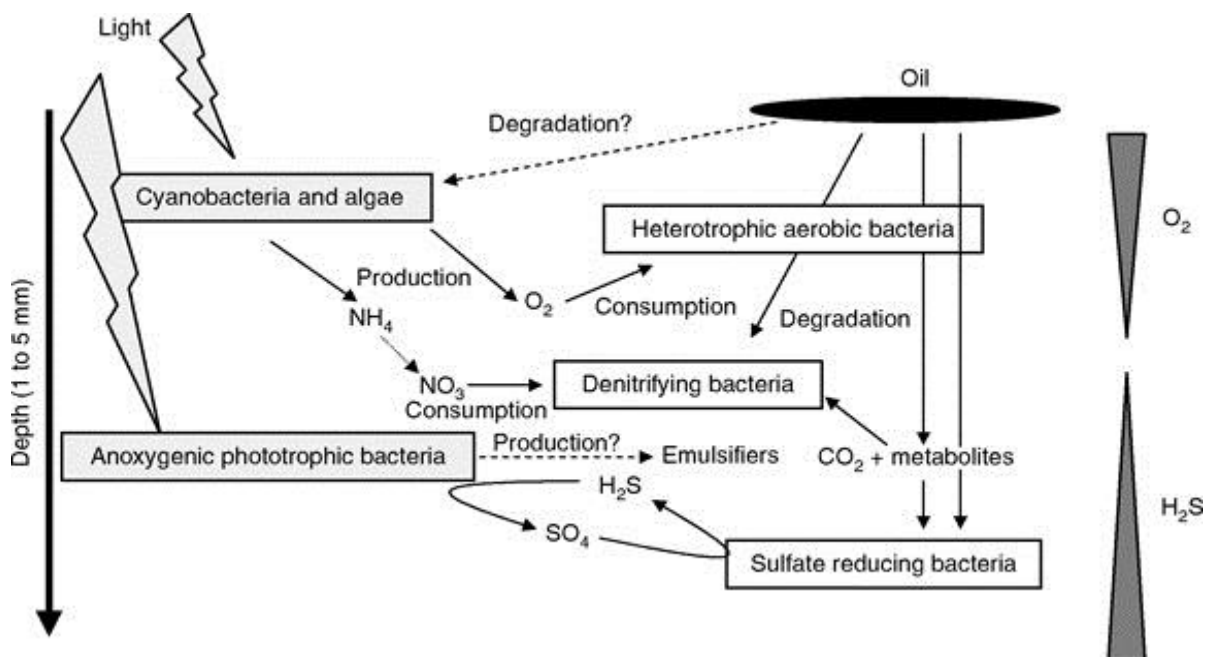 Light
Oil
Degradation?
Cyanobacteria and algae
Heterotrophic aerobic bacteria
O₂
Production
O₂
Consumption
NH₄
Degradation
Depth (1 to 5 mm)
NO₃
Consumption
Denitrifying bacteria
Anoxygenic phototrophic bacteria
Production?
Emulsifiers
CO₂ + metabolites
H₂S
H₂S
SO₄
Sulfate reducing bacteria